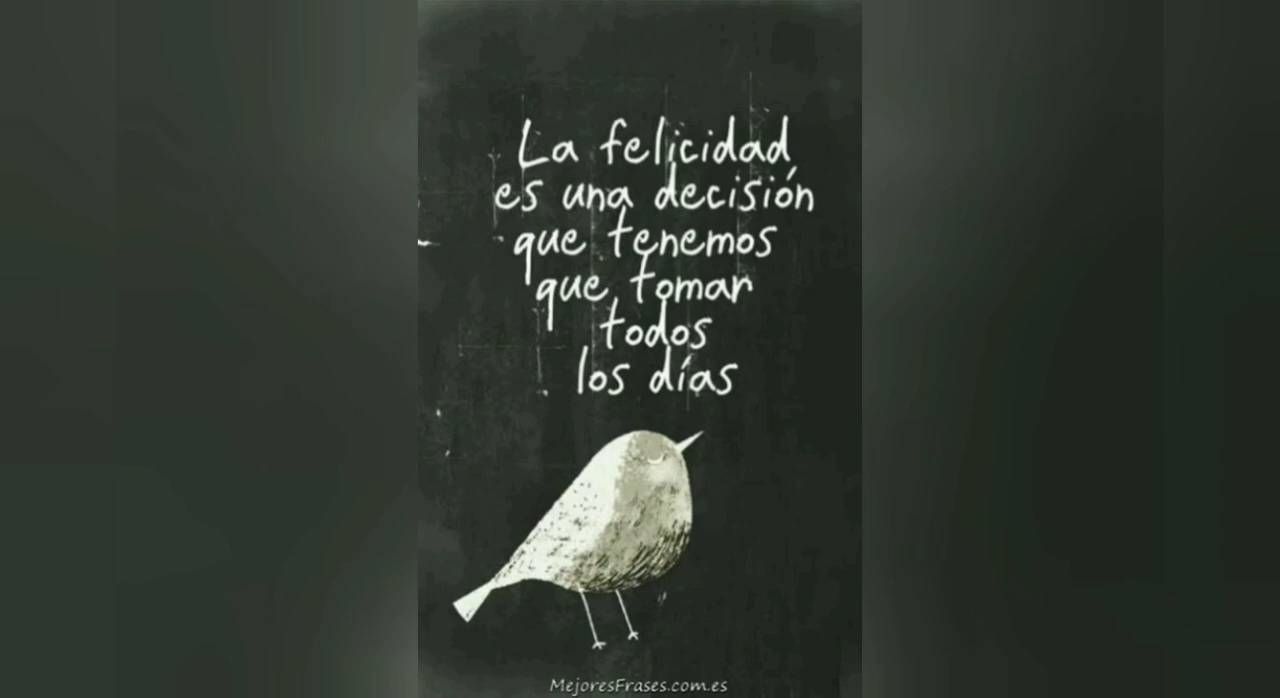 La felicidad
es una decisión
que tenemos
que tomar
todos
los días
MejoresFrases.com.es